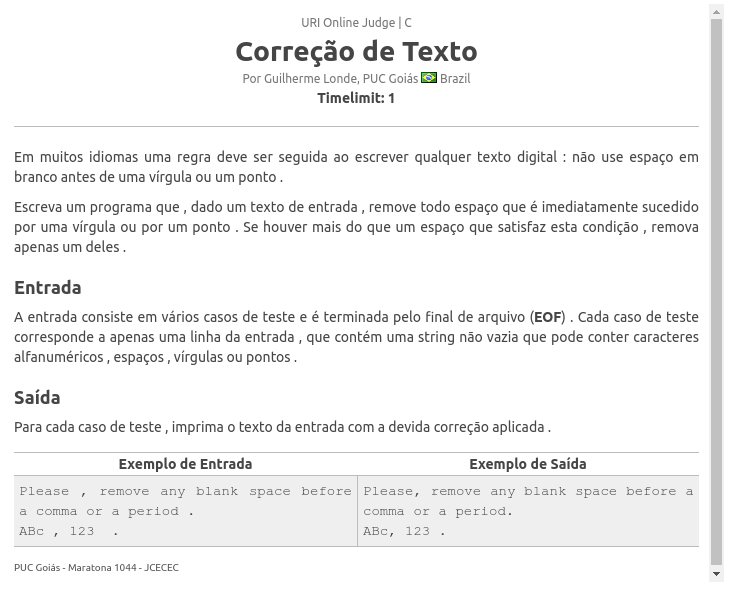 URI Online Judge | C
Correção de Texto
Por Guilherme Londe, PUC Goiás Brazil
Timelimit: 1
Em muitos idiomas uma regra deve ser seguida ao escrever qualquer texto digital : não use espaço em
branco antes de uma vírgula ou um ponto .
Escreva um programa que , dado um texto de entrada , remove todo espaço que é imediatamente sucedido
por uma vírgula ou por um ponto . Se houver mais do que um espaço que satisfaz esta condição , remova
apenas um deles .
Entrada
A entrada consiste em vários casos de teste e é terminada pelo final de arquivo (EOF) . Cada caso de teste
corresponde a apenas uma linha da entrada , que contém uma string não vazia que pode conter caracteres
alfanuméricos , espaços , vírgulas ou pontos .
Saída
Para cada caso de teste , imprima o texto da entrada com a devida correção aplicada .
Exemplo de Entrada
Please , remove any blank space before
a comma or a period .
ABc , 123  .
Exemplo de Saída
Please, remove any blank space before a
comma or a period.
ABc, 123 .
PUC Goiás - Maratona 1044 - JCECEC